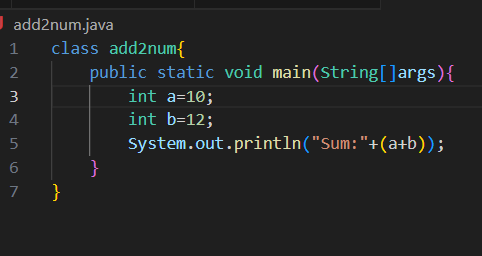 add2num.java
1 class add2num{
2     public static void main(String[]args){
3         int a=10;
4         int b=12;
5         System.out.println("Sum:"+(a+b));
6     }
7 }